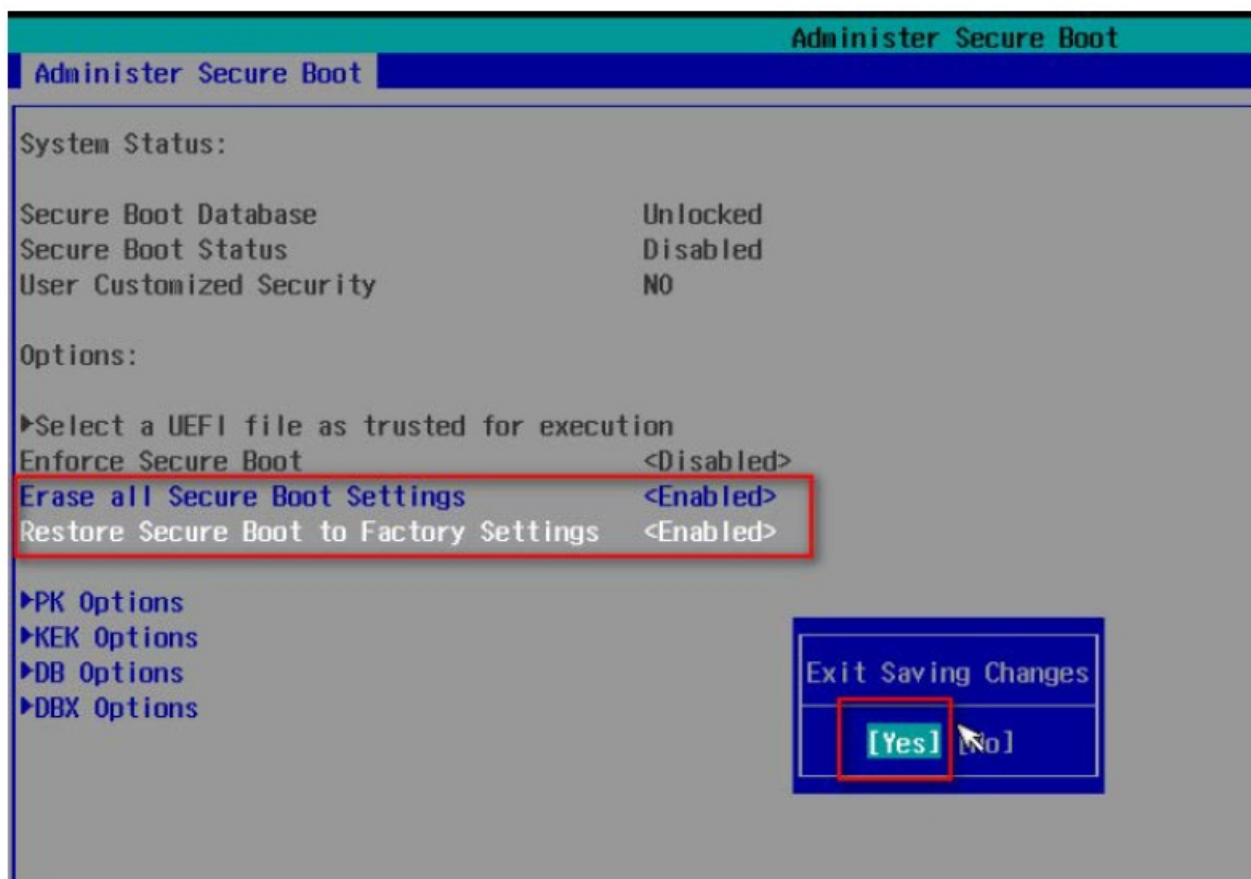 Administer Secure Boot
Administer Secure Boot
System Status:
Secure Boot Database Unlocked
Secure Boot Status Disabled
User Customized Security NO
Options:
▶Select a UEFI file as trusted for execution
Enforce Secure Boot <Disabled>
Erase all Secure Boot Settings <Enabled>
Restore Secure Boot to Factory Settings <Enabled>
▶PK Options
▶KEK Options
▶DB Options
▶DBX Options
Exit Saving Changes
[Yes] [No]